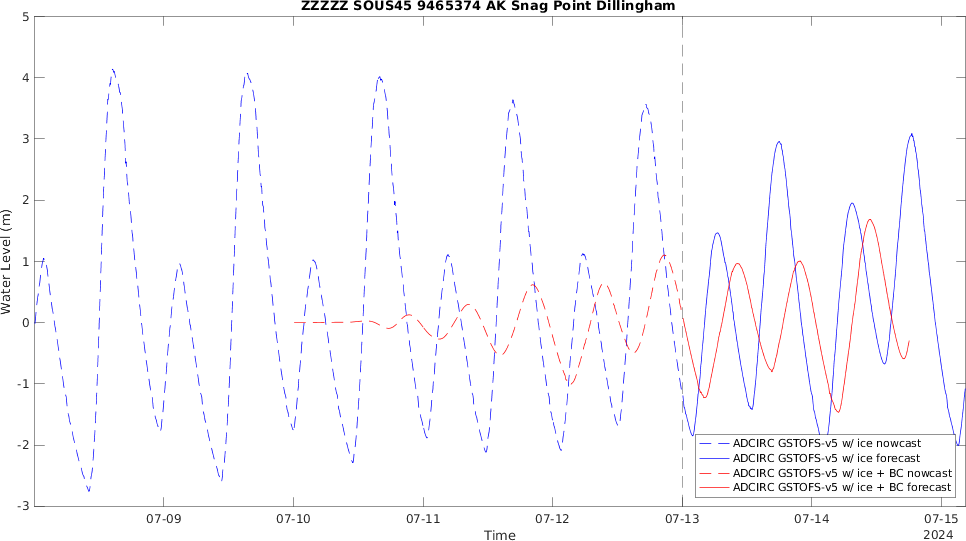 ZZZZZ SOUS45 9465374 AK Snag Point Dillingham
5
4
3
2
1
0
-1
-2
-3
Water Level (m)
07-09
07-10
07-11
07-12
07-13
07-14
07-15
Time
2024
ADCIRC GSTOFS-v5 w/ ice nowcast
ADCIRC GSTOFS-v5 w/ ice forecast
ADCIRC GSTOFS-v5 w/ ice + BC nowcast
ADCIRC GSTOFS-v5 w/ ice + BC forecast